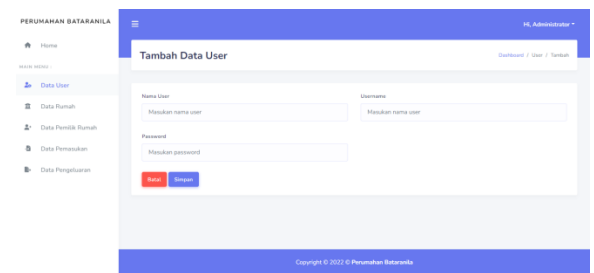 PERUMAHAN BATARANILA
Hi, Administrator
Home
Tambah Data User
Dashboard / User / Tambah
MAIN MENU
Data User
Nama User
Username
Data Rumah
Masukan nama user
Masukan nama user
Data Pemilik Rumah
Password
Data Pemasukan
Masukan password
Data Pengeluaran
Batal
Simpan
Copyright © 2022 © Perumahan Bataranila